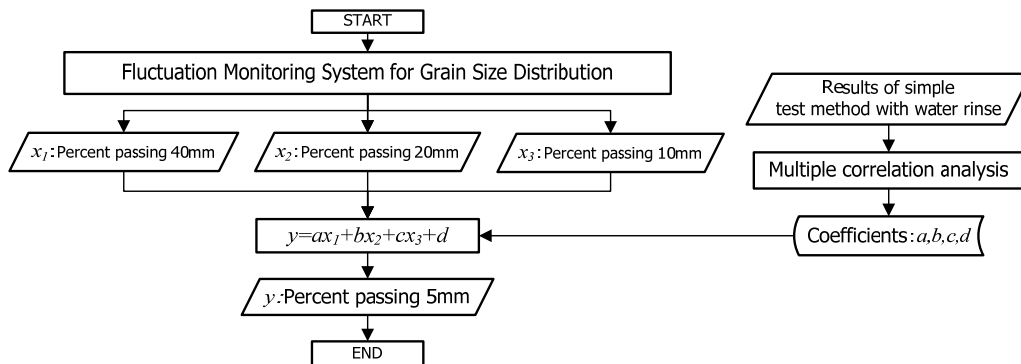 START
Fluctuation Monitoring System for Grain Size Distribution
x₁:Percent passing 40mm
x₂:Percent passing 20mm
x₃:Percent passing 10mm
y=ax₁+bx₂+cx₃+d
y:Percent passing 5mm
END
Results of simple
test method with water rinse
Multiple correlation analysis
Coefficients:a,b,c,d